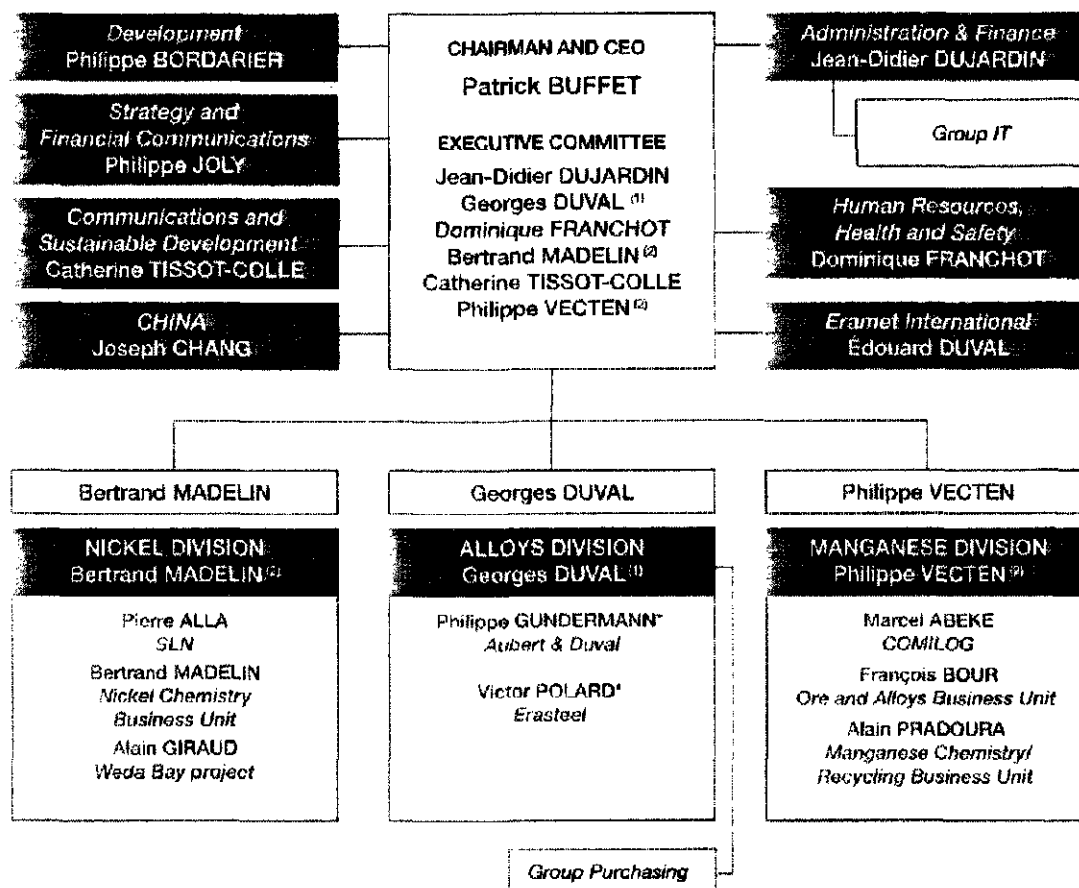 Development
Philippe BORDARIER
Strategy and
Financial Communications
Philippe JOLY
Communications and
Sustainable Development
Catherine TISSOT-COLLE
CHINA
Joseph CHANG
CHAIRMAN AND CEO
Patrick BUFFET
EXECUTIVE COMMITTEE
Jean-Didier DUJARDIN
Georges DUVAL (1)
Dominique FRANCHOT
Bertrand MADELIN (2)
Catherine TISSOT-COLLE
Philippe VECTEN (2)
Administration & Finance
Jean-Didier DUJARDIN
Group IT
Human Resources,
Health and Safety
Dominique FRANCHOT
Eramet International
Édouard DUVAL
Bertrand MADELIN
NICKEL DIVISION
Bertrand MADELIN (2)
Pierre ALLA
SLN
Bertrand MADELIN
Nickel Chemistry
Business Unit
Alain GIRAUD
Weda Bay project
Georges DUVAL
ALLOYS DIVISION
Georges DUVAL (1)
Philippe GUNDERMANN*
Aubert & Duval
Victor POLARD*
Erasteel
Group Purchasing
Philippe VECTEN
MANGANESE DIVISION
Philippe VECTEN (2)
Marcel ABEKE
COMILOG
François BOUR
Ore and Alloys Business Unit
Alain PRADOURA
Manganese Chemistry/
Recycling Business Unit